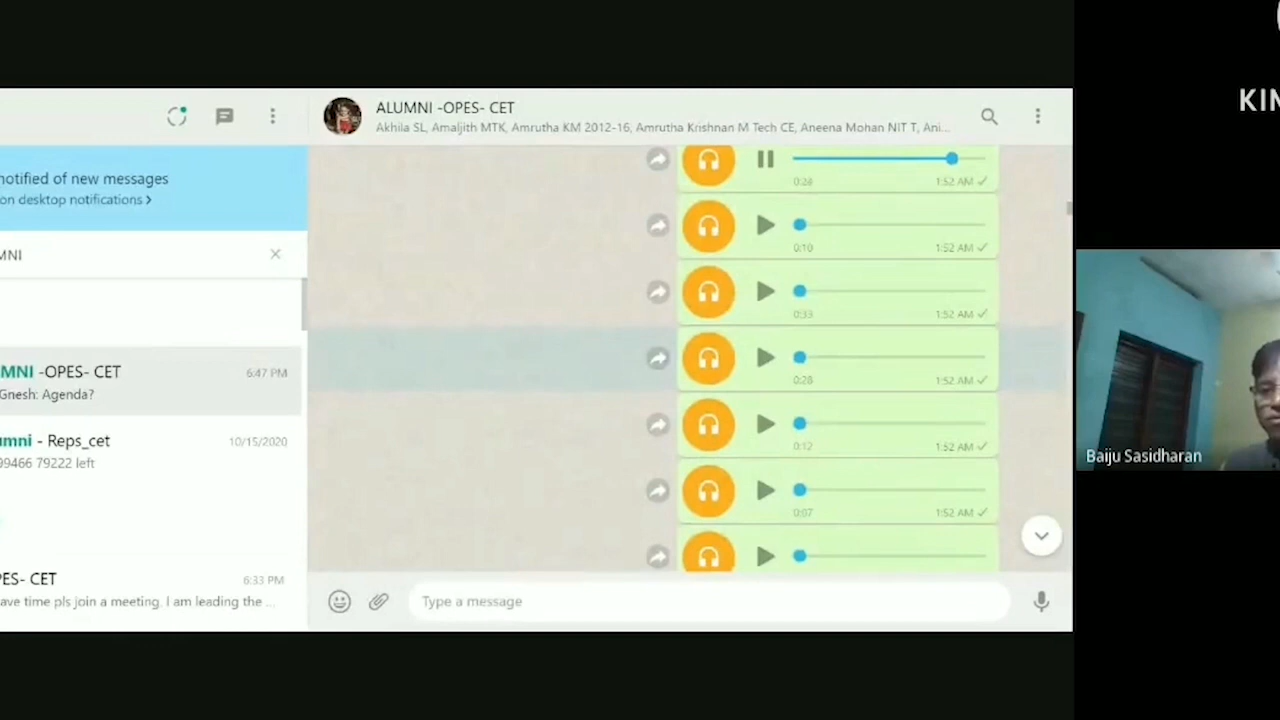 ALUMNI -OPES- CET
Akhila SL, Amaljith MTK, Amrutha KM 2012-16, Amrutha Krishnan M Tech CE, Aneena Mohan NIT T, Ani...
notified of new messages
on desktop notifications ›
MNI
MNI -OPES- CET
6:47 PM
Gnesh: Agenda?
umni - Reps_cet
10/15/2020
99466 79222 left
PES- CET
6:33 PM
ave time pls join a meeting. I am leading the ...
1:52 AM
0:10
1:52 AM
0:33
1:52 AM
0:28
1:52 AM
0:12
1:52 AM
0:07
1:52 AM
Type a message
KIN
Baiju Sasidharan